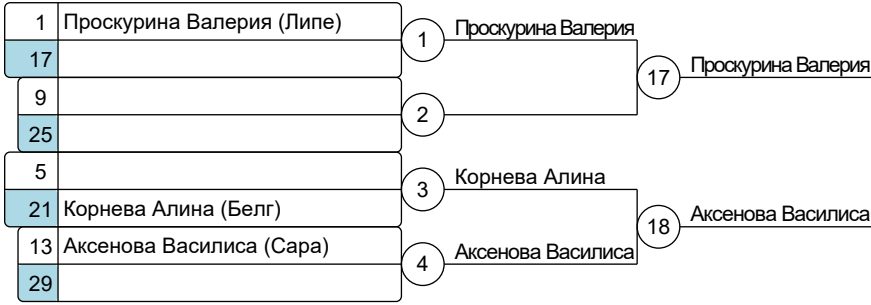 1 Проскурина Валерия (Липе)
17
1 Проскурина Валерия
17 Проскурина Валерия
9
25
2
5
21 Корнева Алина (Белг)
3 Корнева Алина
18 Аксенова Василиса
13 Аксенова Василиса (Сара)
29
4 Аксенова Василиса